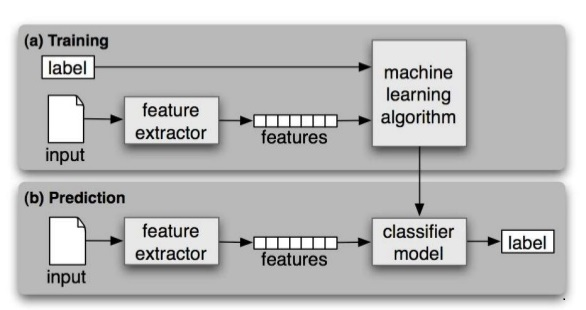 (a) Training
label
machine
learning
algorithm
feature
extractor
features
input
(b) Prediction
feature
extractor
features
classifier
model
label
input